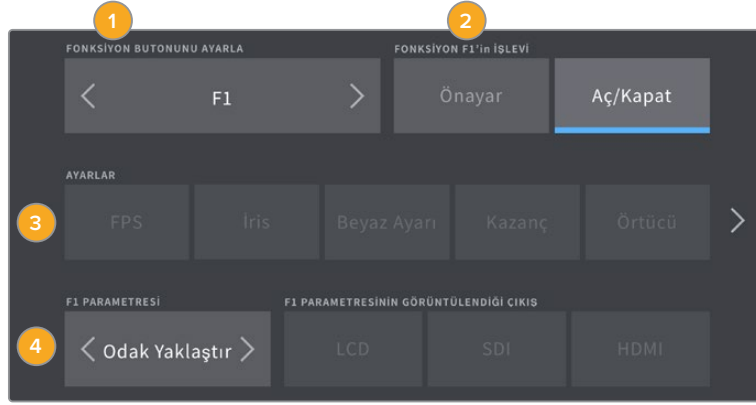 1 2
FONKSİYON BUTONUNU AYARLA FONKSİYON F1'in İŞLEVİ
F1 Önayar Aç/Kapat
AYARLAR
3 FPS İris Beyaz Ayarı Kazanç Örtücü
F1 PARAMETRESİ F1 PARAMETRESİNİN GÖRÜNTÜLENDİĞİ ÇIKIŞ
4 Odak Yaklaştır LCD SDI HDMI